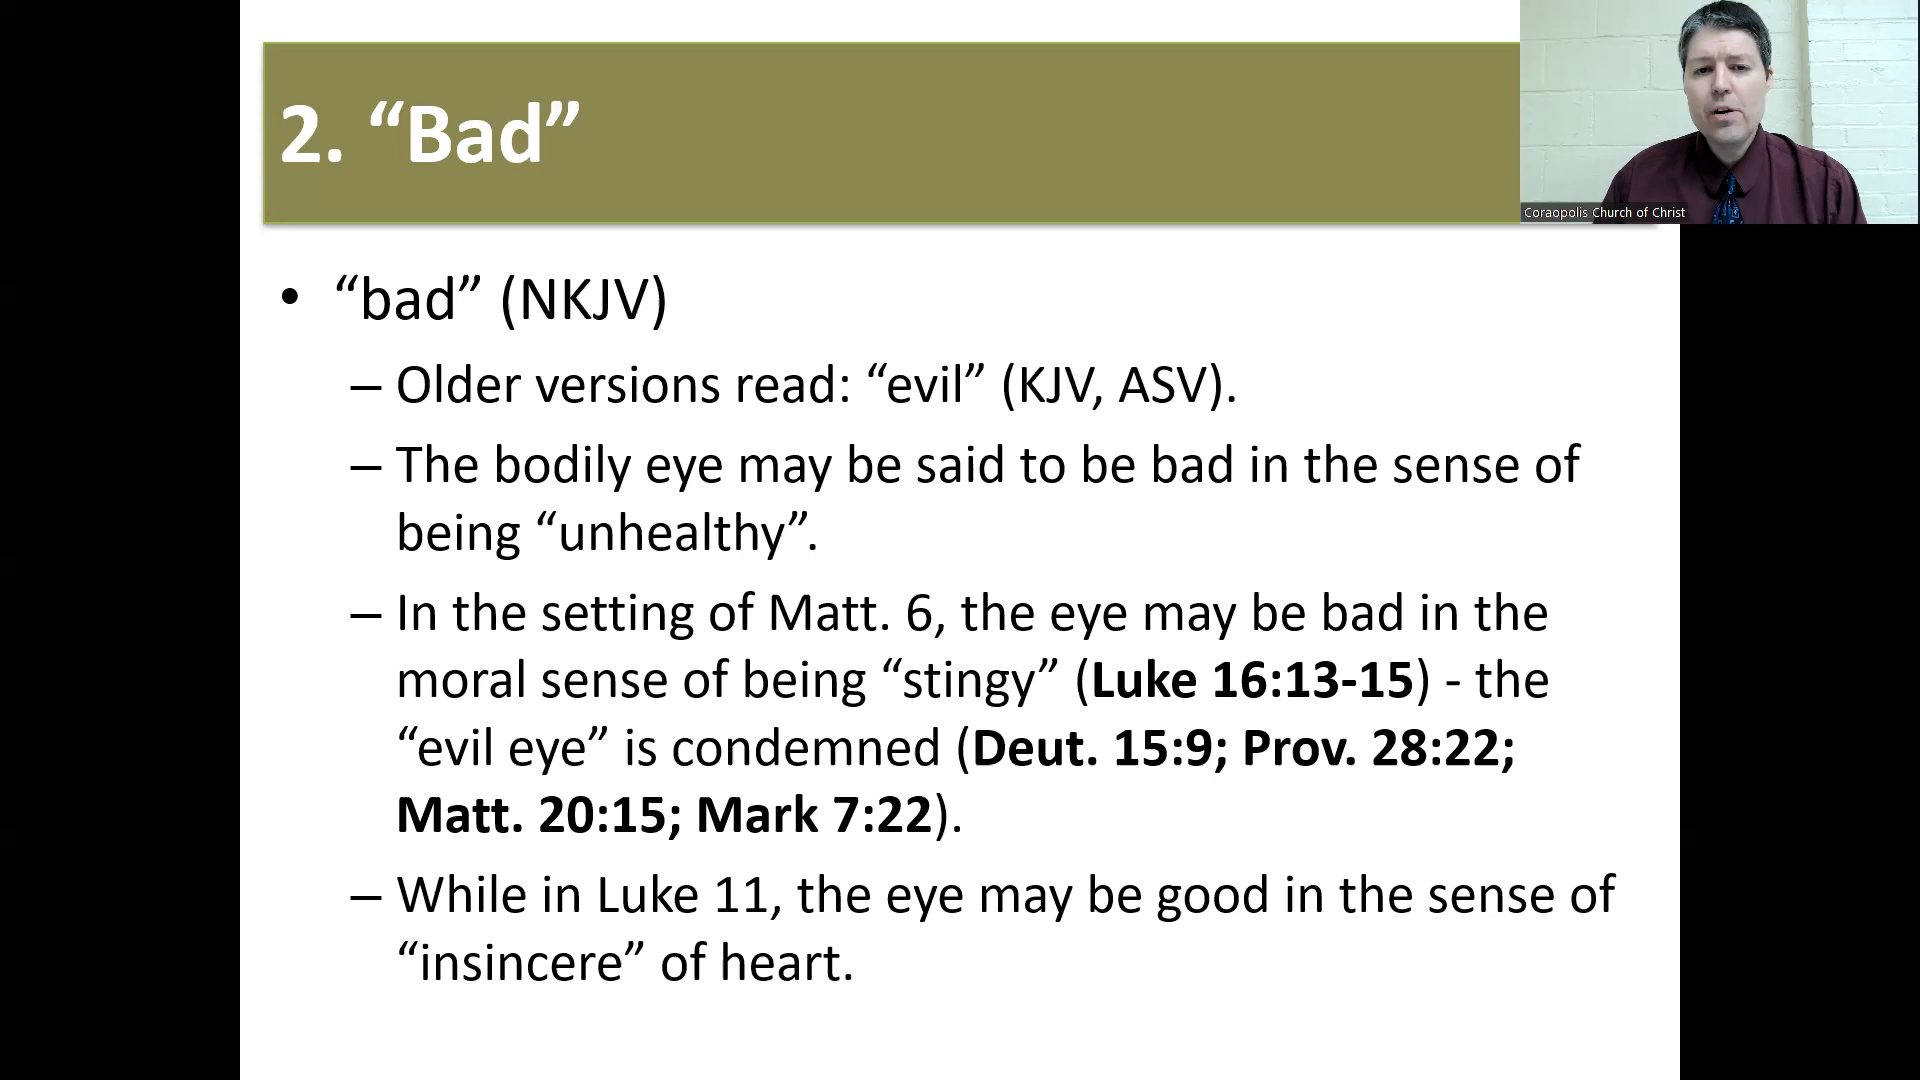 2. “Bad”
Coraopolis Church of Christ
• “bad” (NKJV)
– Older versions read: “evil” (KJV, ASV).
– The bodily eye may be said to be bad in the sense of
being “unhealthy”.
– In the setting of Matt. 6, the eye may be bad in the
moral sense of being “stingy” (Luke 16:13-15) - the
“evil eye” is condemned (Deut. 15:9; Prov. 28:22;
Matt. 20:15; Mark 7:22).
– While in Luke 11, the eye may be good in the sense of
“insincere” of heart.